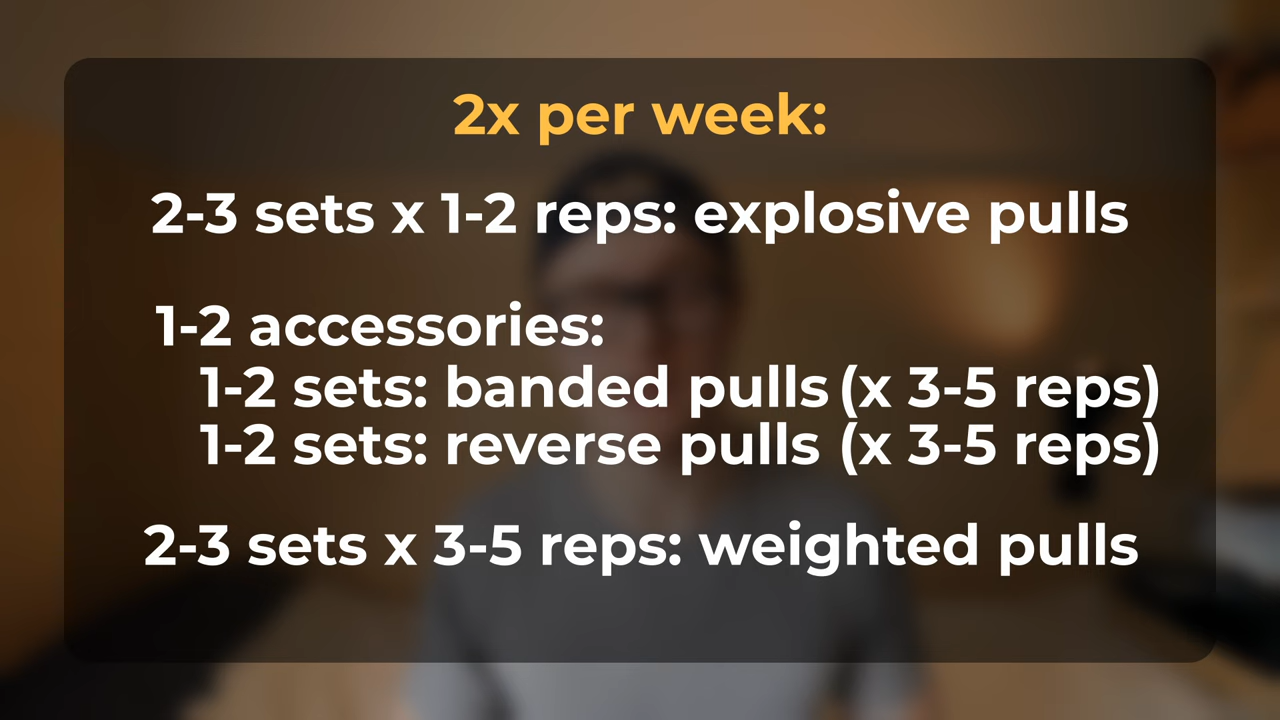 2x per week:
2-3 sets x 1-2 reps: explosive pulls
1-2 accessories:
1-2 sets: banded pulls (x 3-5 reps)
1-2 sets: reverse pulls (x 3-5 reps)
2-3 sets x 3-5 reps: weighted pulls